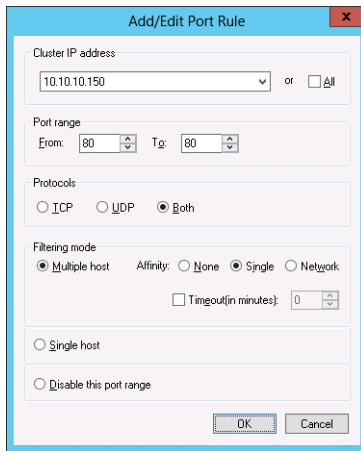 Add/Edit Port Rule
x
Cluster IP address
10.10.10.150 or All
Port range
From: 80 To: 80
Protocols
TCP UDP Both
Filtering mode
Multiple host Affinity: None Single Network
Timeout(in minutes): 0
Single host
Disable this port range
OK Cancel